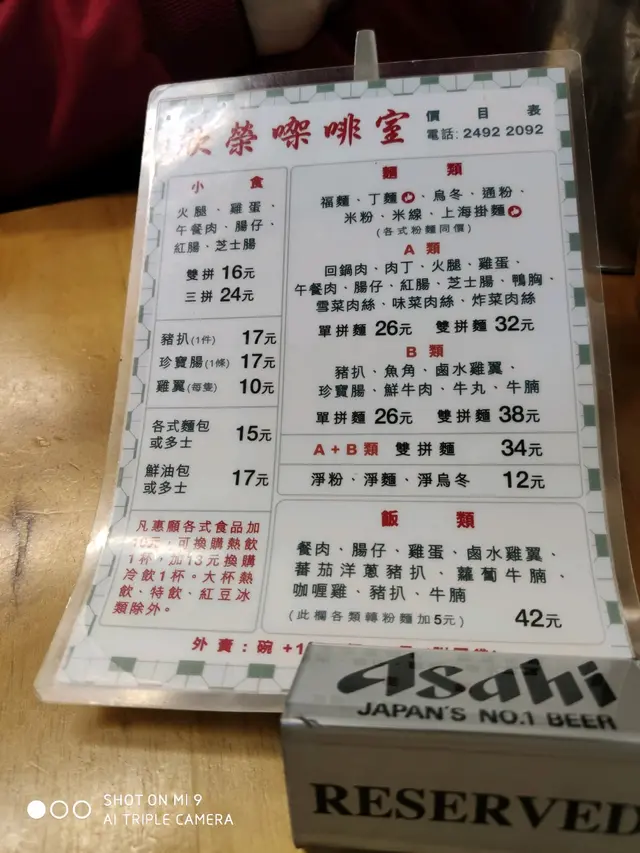 榮㗎啡室
價目表
電話: 2492 2092
小食
火腿、雞蛋、
午餐肉、腸仔、
紅腸、芝士腸
雙拼 16元
三拼 24元
豬扒(1件) 17元
珍寶腸(1條) 17元
雞翼(每隻) 10元
各式麵包
或多士 15元
鮮油包
或多士 17元
凡惠顧各式食品加
10元,可換購熱飲
1杯,加13元換購
冷飲1杯。大杯熱
飲、特飲、紅豆冰
類除外。
麵類
福麵、丁麵、烏冬、通粉、
米粉、米線、上海掛麵
(各式粉麵同價)
A 類
回鍋肉、肉丁、火腿、雞蛋、
午餐肉、腸仔、紅腸、芝士腸、鴨胸、
雪菜肉絲、味菜肉絲、炸菜肉絲
單拼麵 26元 雙拼麵 32元
B 類
豬扒、魚角、鹵水雞翼、
珍寶腸、鮮牛肉、牛丸、牛腩
單拼麵 26元 雙拼麵 38元
A+B類 雙拼麵 34元
淨粉、淨麵、淨烏冬 12元
飯類
餐肉、腸仔、雞蛋、鹵水雞翼、
蕃茄洋蔥豬扒、蘿蔔牛腩、
咖喱雞、豬扒、牛腩
(此欄各類轉粉麵加5元) 42元
外賣:碗 +1
Asahi
JAPAN'S NO.1 BEER
RESERVED
SHOT ON MI 9
AI TRIPLE CAMERA